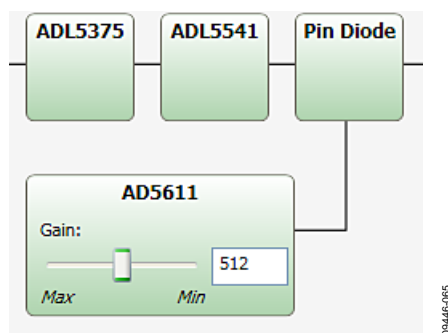 ADL5375 ADL5541 Pin Diode
AD5611
Gain:
512
Max Min
09446-065